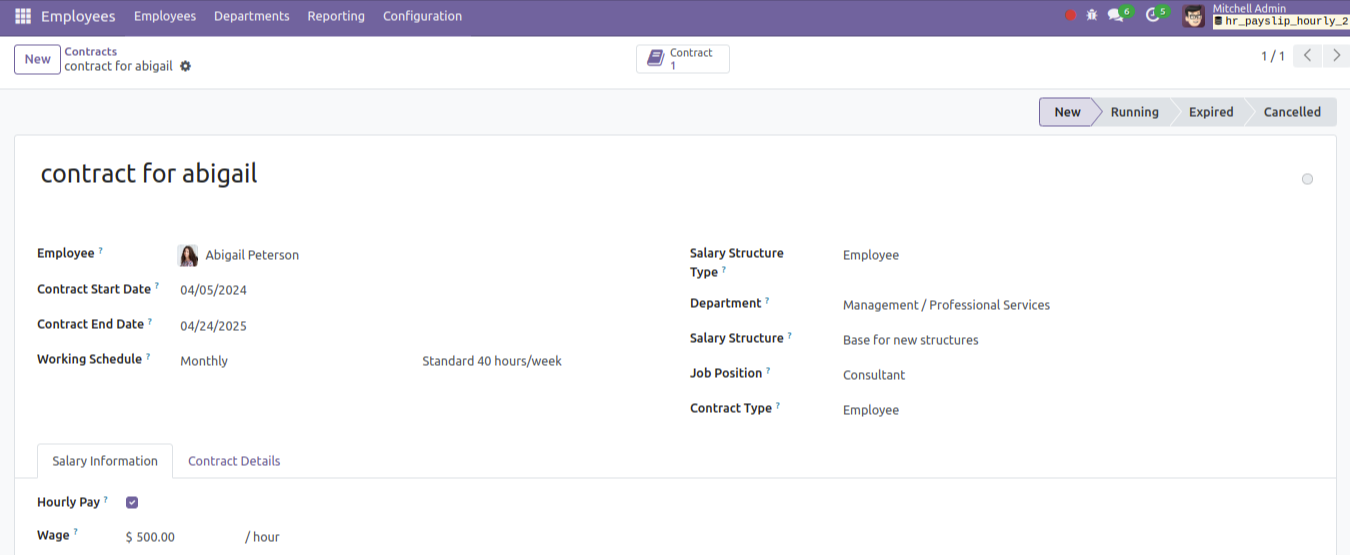 Employees Employees Departments Reporting Configuration 6 5 Mitchell Admin
hr_payslip_hourly_2
New Contracts
contract for abigail
Contract
1
1 / 1
New Running Expired Cancelled
contract for abigail
Employee ? Abigail Peterson
Contract Start Date ? 04/05/2024
Contract End Date ? 04/24/2025
Working Schedule ? Monthly Standard 40 hours/week
Salary Structure
Type ? Employee
Department ? Management / Professional Services
Salary Structure ? Base for new structures
Job Position ? Consultant
Contract Type ? Employee
Salary Information Contract Details
Hourly Pay ?
Wage ? $ 500.00 / hour